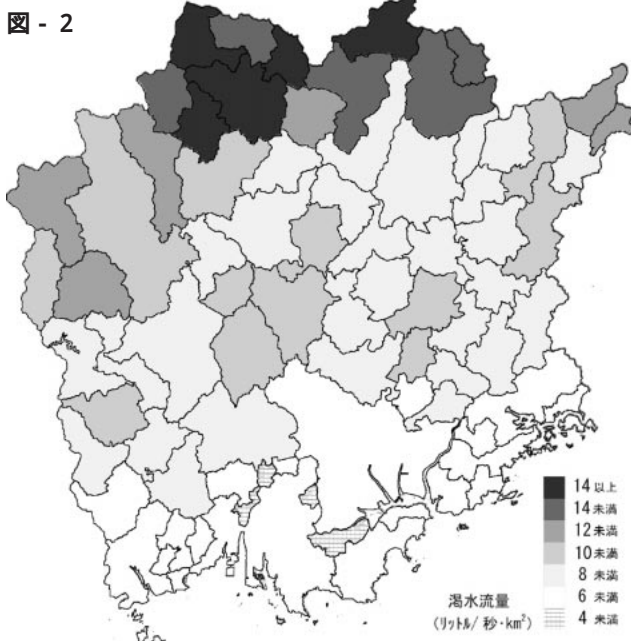 図 - 2
14 以上
14 未満
12 未満
10 未満
8 未満
6 未満
4 未満
渇水流量
(リットル/秒・km²)